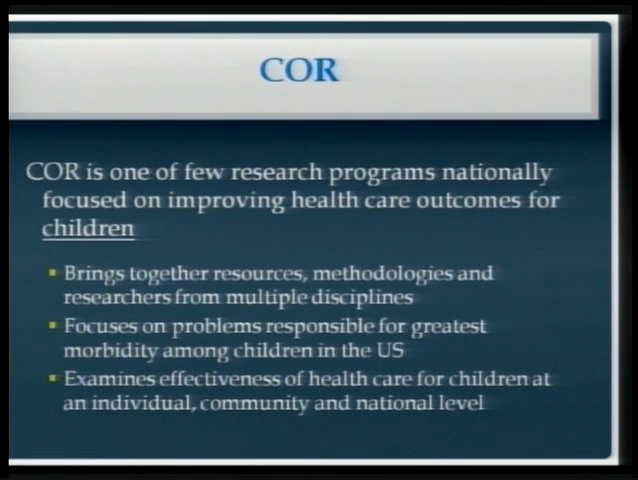 COR
COR is one of few research programs nationally
focused on improving health care outcomes for
children
Brings together resources, methodologies and
researchers from multiple disciplines
Focuses on problems responsible for greatest
morbidity among children in the US
Examines effectiveness of health care for children at
an individual, community and national level